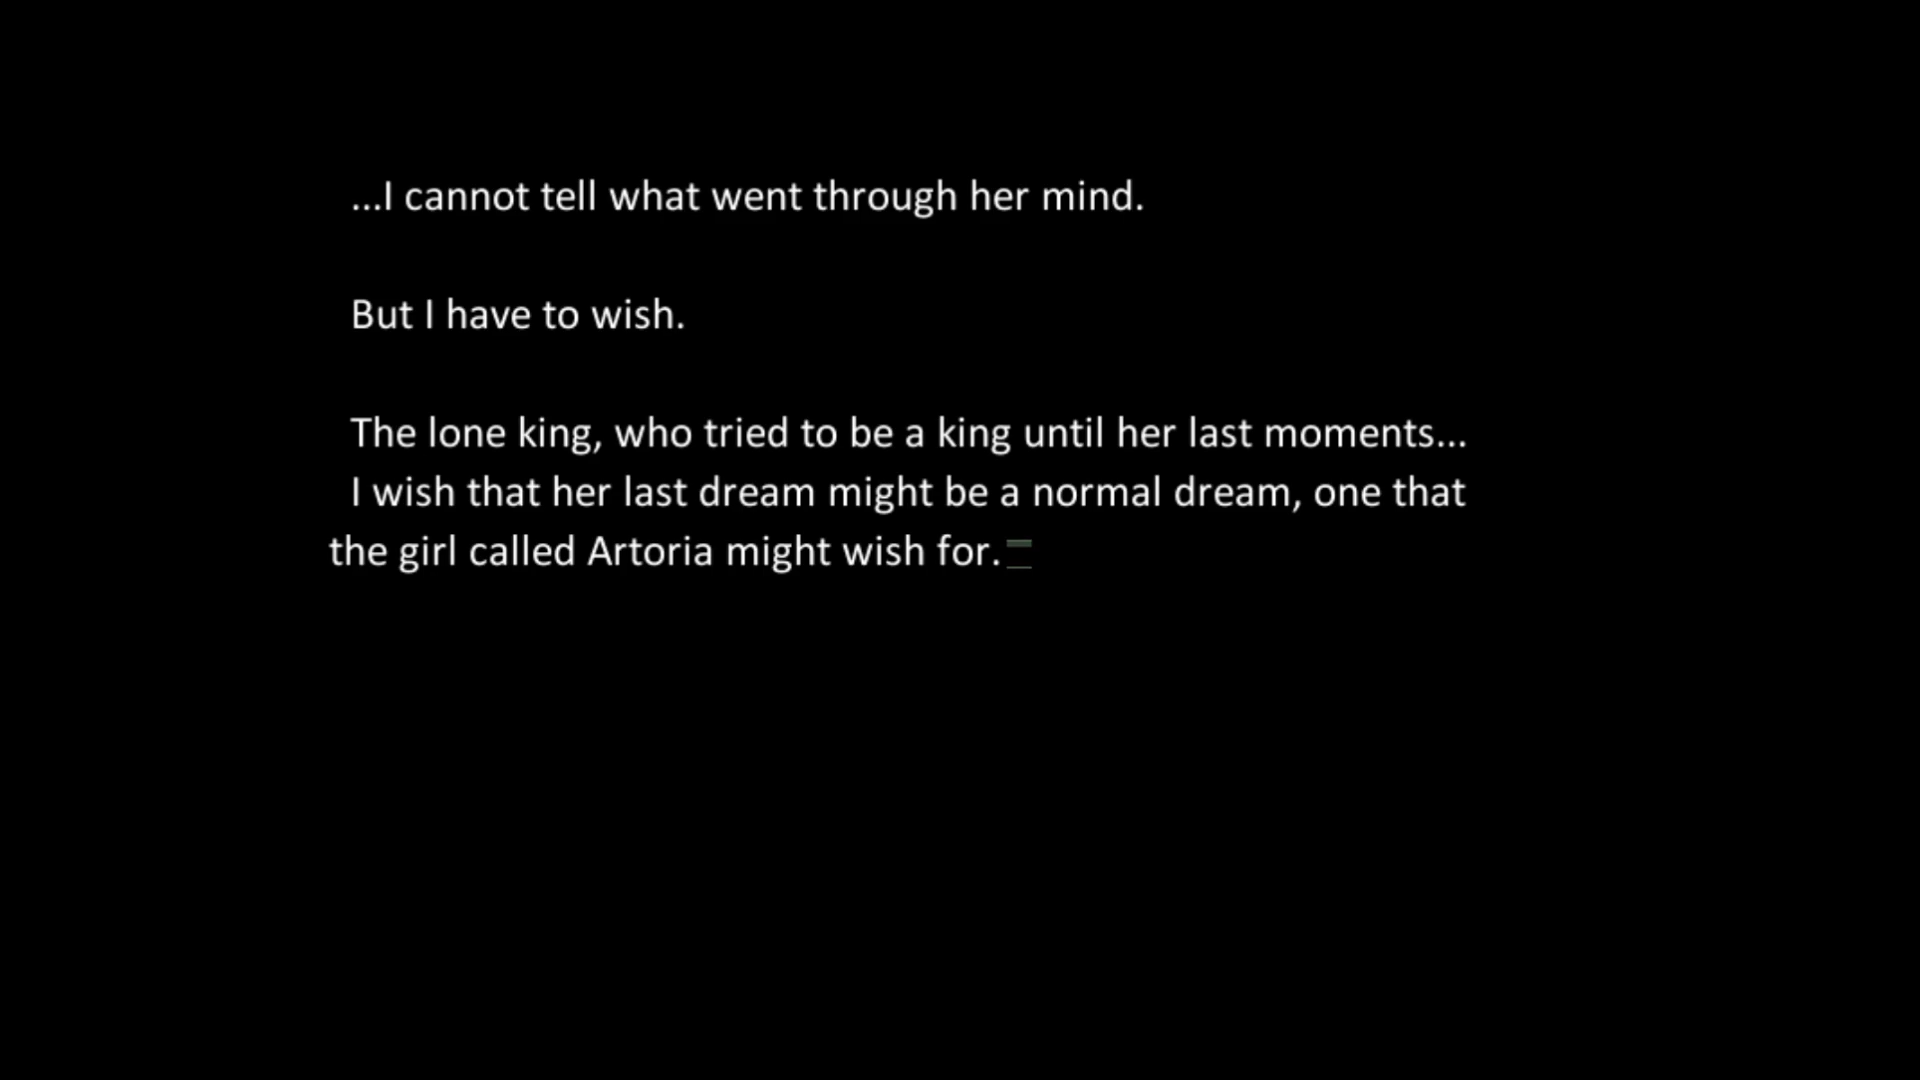 ...I cannot tell what went through her mind.
But I have to wish.
The lone king, who tried to be a king until her last moments...
I wish that her last dream might be a normal dream, one that
the girl called Artoria might wish for.